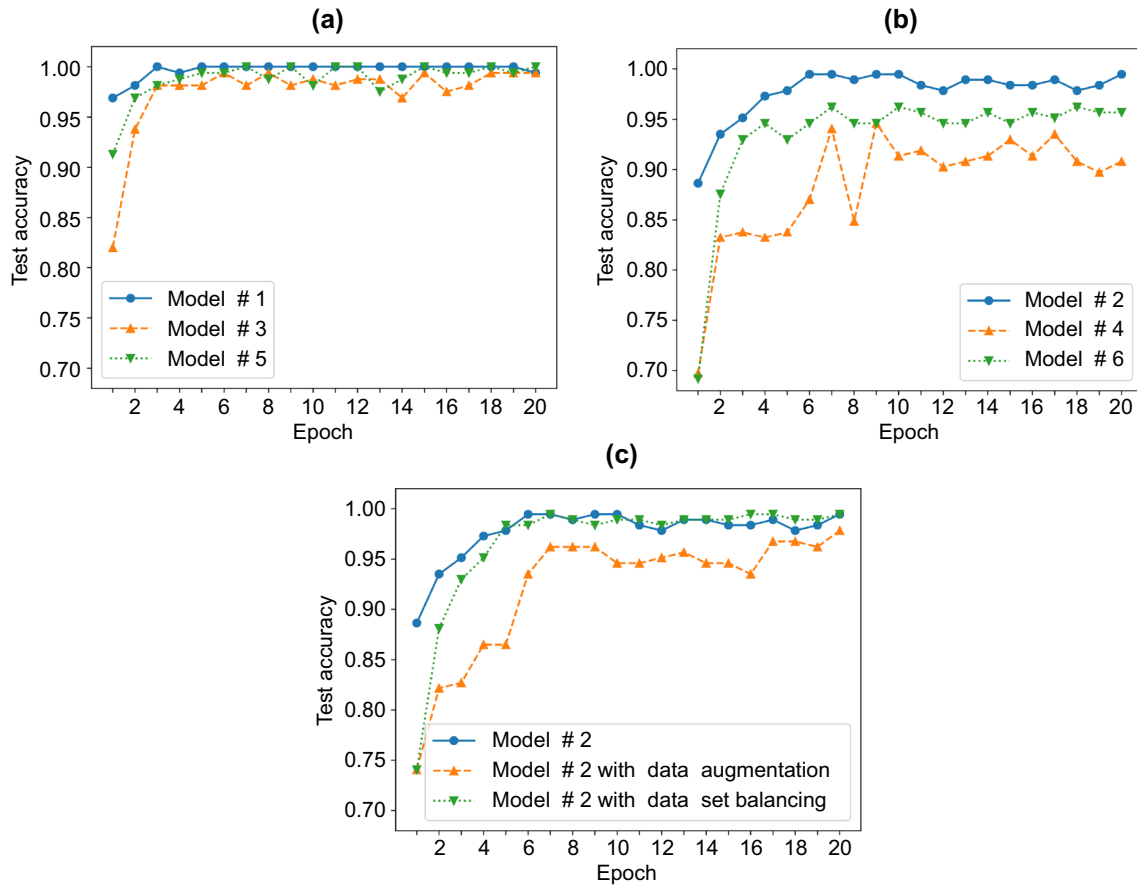 (a)
1.00
0.95
0.90
0.85
0.80
0.75
0.70
Test accuracy
Model # 1
Model # 3
Model # 5
2 4 6 8 10 12 14 16 18 20
Epoch
(b)
1.00
0.95
0.90
0.85
0.80
0.75
0.70
Test accuracy
Model # 2
Model # 4
Model # 6
2 4 6 8 10 12 14 16 18 20
Epoch
(c)
1.00
0.95
0.90
0.85
0.80
0.75
0.70
Test accuracy
Model # 2
Model # 2 with data augmentation
Model # 2 with data set balancing
2 4 6 8 10 12 14 16 18 20
Epoch